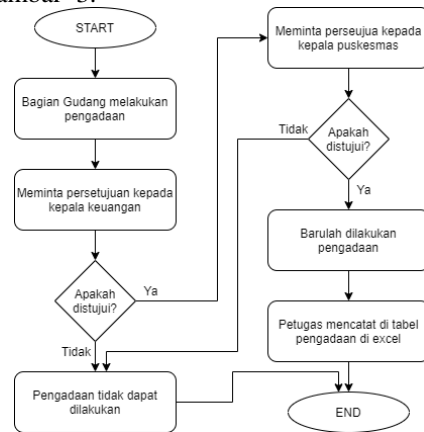 START
Bagian Gudang melakukan
pengadaan
Meminta persetujuan kepada
kepala keuangan
Apakah
distujui?
Ya
Tidak
Pengadaan tidak dapat
dilakukan
Meminta perseujua kepada
kepala puskesmas
Apakah
distujui?
Tidak
Ya
Barulah dilakukan
pengadaan
Petugas mencatat di tabel
pengadaan di excel
END